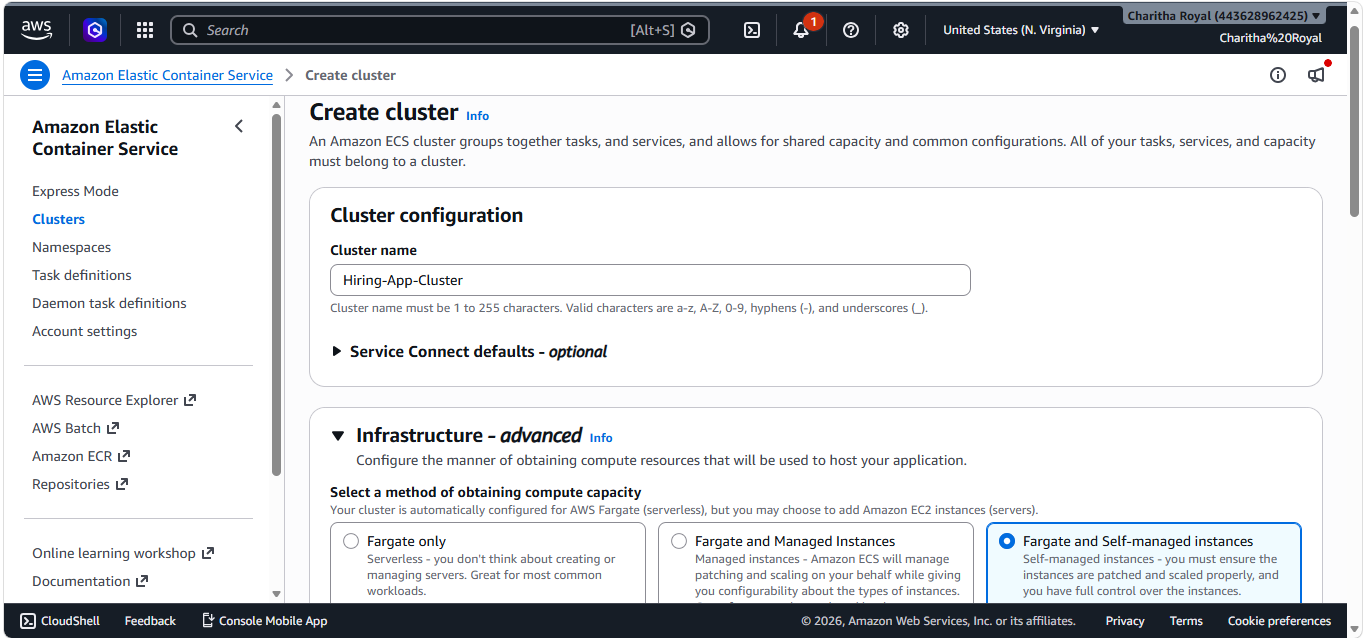 aws
Search
[Alt+S]
1
United States (N. Virginia)
Charitha Royal (443628962425)
Charitha%20Royal
Amazon Elastic Container Service
Create cluster
Amazon Elastic
Container Service
Express Mode
Clusters
Namespaces
Task definitions
Daemon task definitions
Account settings
AWS Resource Explorer
AWS Batch
Amazon ECR
Repositories
Online learning workshop
Documentation
Create cluster Info
An Amazon ECS cluster groups together tasks, and services, and allows for shared capacity and common configurations. All of your tasks, services, and capacity
must belong to a cluster.
Cluster configuration
Cluster name
Hiring-App-Cluster
Cluster name must be 1 to 255 characters. Valid characters are a-z, A-Z, 0-9, hyphens (-), and underscores (_).
Service Connect defaults - optional
Infrastructure - advanced Info
Configure the manner of obtaining compute resources that will be used to host your application.
Select a method of obtaining compute capacity
Your cluster is automatically configured for AWS Fargate (serverless), but you may choose to add Amazon EC2 instances (servers).
Fargate only
Serverless - you don't think about creating or
managing servers. Great for most common
workloads.
Fargate and Managed Instances
Managed instances - Amazon ECS will manage
patching and scaling on your behalf while giving
you configurability about the types of instances.
Fargate and Self-managed instances
Self-managed instances - you must ensure the
instances are patched and scaled properly, and
you have full control over the instances.
CloudShell
Feedback
Console Mobile App
© 2026, Amazon Web Services, Inc. or its affiliates.
Privacy
Terms
Cookie preferences